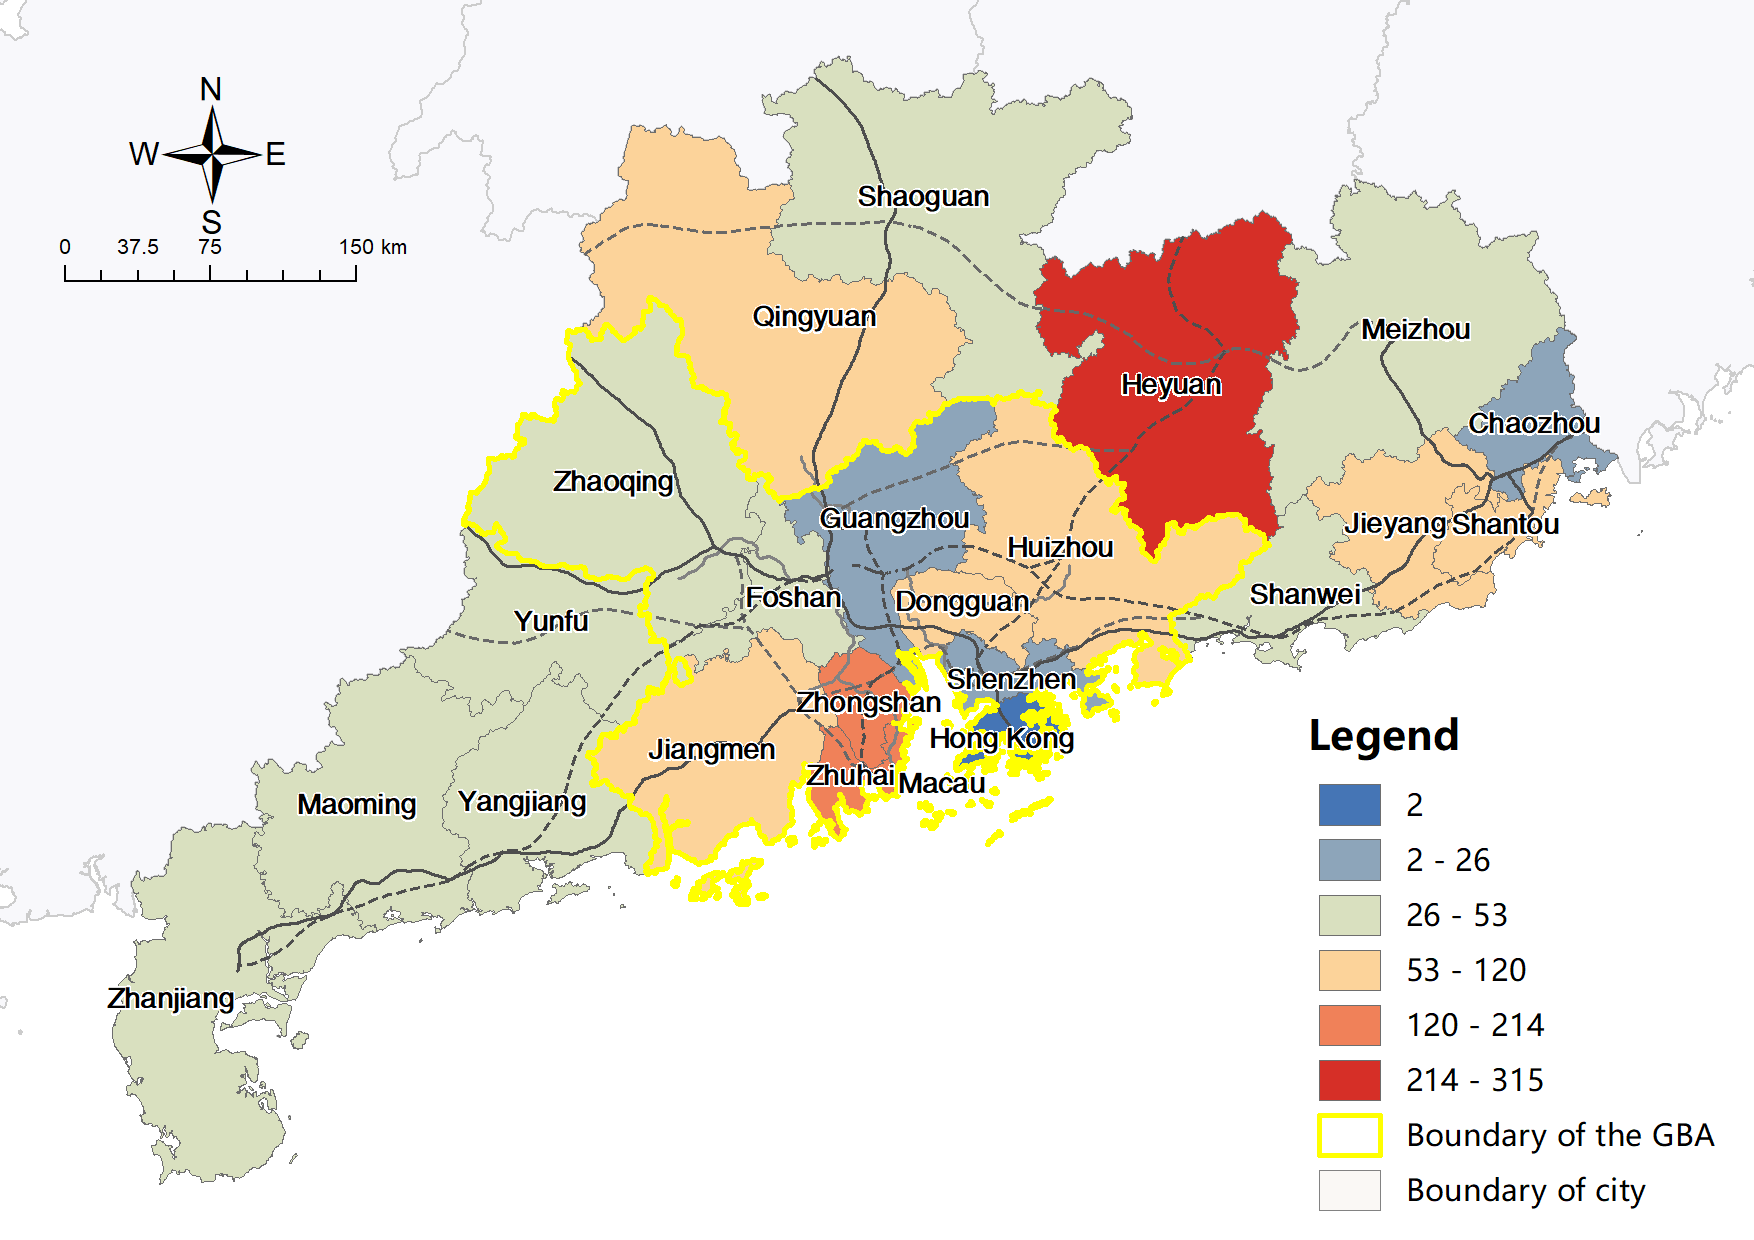 N
W E
S
0 37.5 75 150 km
Shaoguan
Qingyuan
Meizhou
Heyuan
Chaozhou
Zhaoqing
Guangzhou
Jieyang Shantou
Huizhou
Foshan
Dongguan
Shanwei
Yunfu
Shenzhen
Zhongshan
Hong Kong
Jiangmen
Zhuhai
Macau
Maoming
Yangjiang
Zhanjiang
Legend
2
2 - 26
26 - 53
53 - 120
120 - 214
214 - 315
Boundary of the GBA
Boundary of city